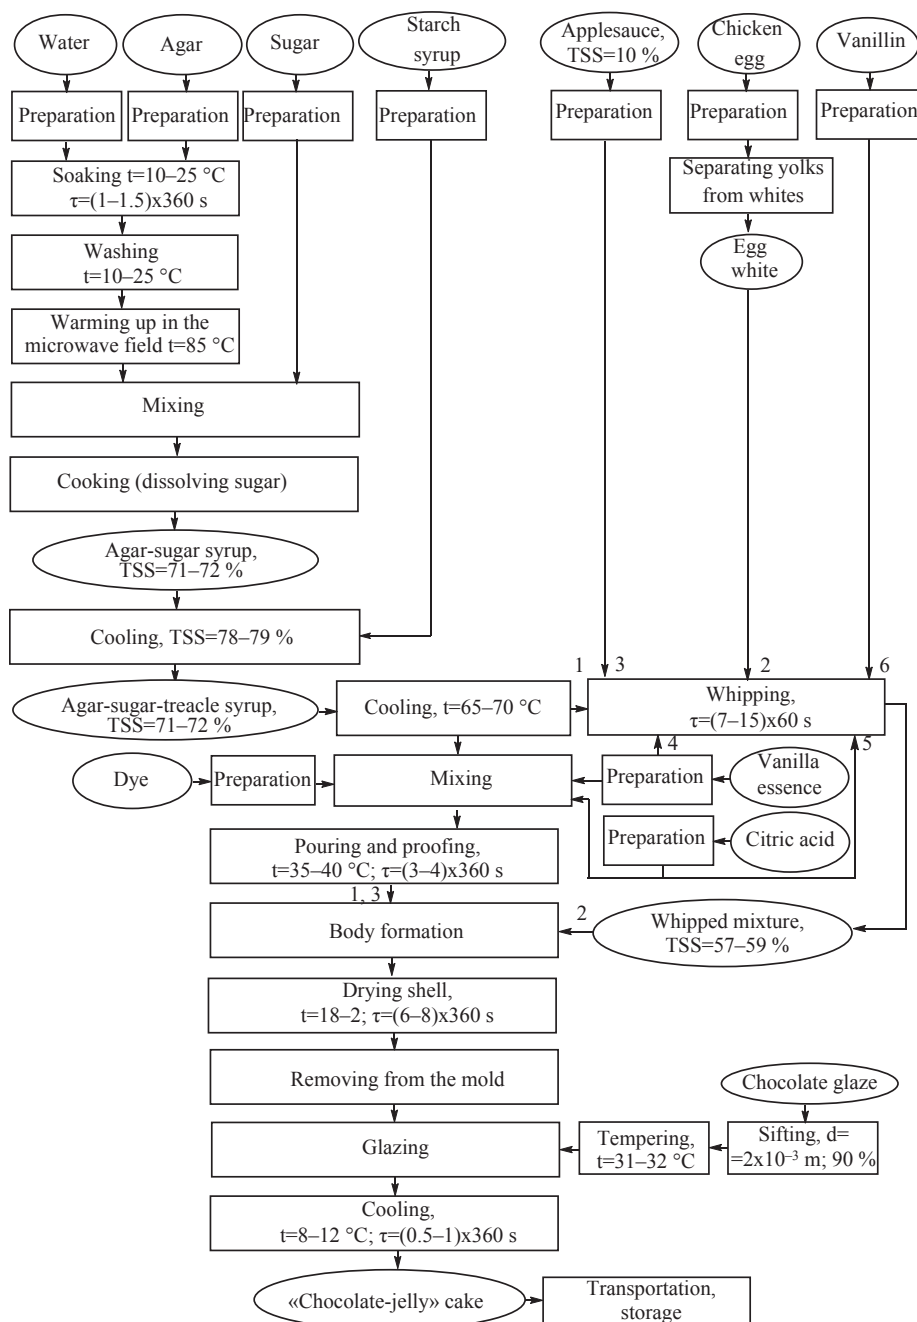 Water
Agar
Sugar
Starch
syrup
Applesauce,
TSS=10 %
Chicken
egg
Vanillin
Preparation
Preparation
Preparation
Preparation
Preparation
Preparation
Preparation
Soaking t=10–25 °C
τ=(1–1.5)x360 s
Separating yolks
from whites
Washing
t=10–25 °C
Egg
white
Warming up in the
microwave field t=85 °C
Mixing
Cooking (dissolving sugar)
Agar-sugar syrup,
TSS=71–72 %
Cooling, TSS=78–79 %
1
3
2
6
Agar-sugar-treacle syrup,
TSS=71–72 %
Cooling, t=65–70 °C
Whipping,
τ=(7–15)x60 s
4
5
Dye
Preparation
Mixing
Preparation
Vanilla
essence
Preparation
Citric acid
Pouring and proofing,
t=35–40 °C; τ=(3–4)x360 s
1, 3
2
Body formation
Whipped mixture,
TSS=57–59 %
Drying shell,
t=18–2; τ=(6–8)x360 s
Removing from the mold
Chocolate glaze
Glazing
Tempering,
t=31–32 °C
Sifting, d=
=2x10⁻³ m; 90 %
Cooling,
t=8–12 °C; τ=(0.5–1)x360 s
«Chocolate-jelly» cake
Transportation,
storage